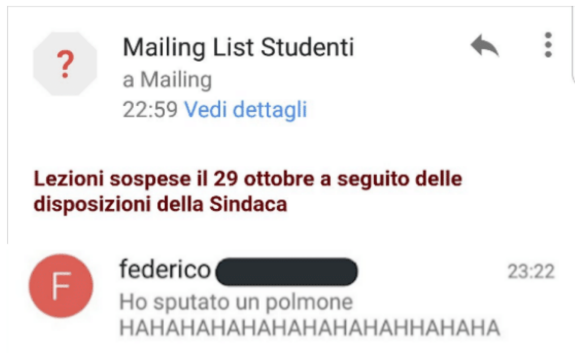 ?
Mailing List Studenti
a Mailing
22:59 Vedi dettagli
Lezioni sospese il 29 ottobre a seguito delle
disposizioni della Sindaca
F
federico
23:22
Ho sputato un polmone
HAHAHAHAHAHAHAHAHAHHAHAHA